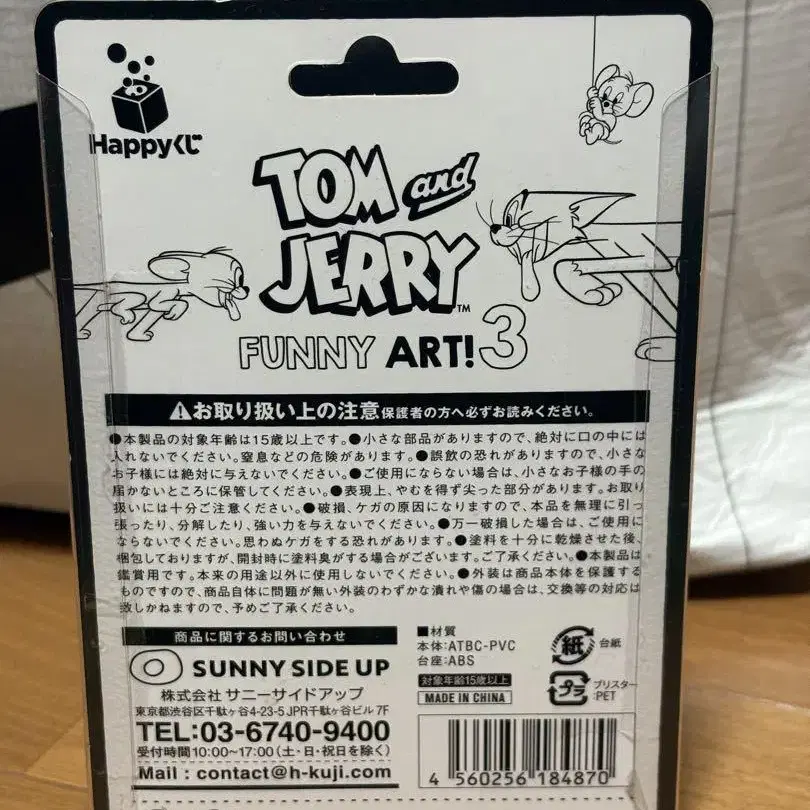 Happyくじ
TOM and
JERRY™
FUNNY ART!3
⚠お取り扱い上の注意 保護者の方へ必ずお読みください。
●本製品の対象年齢は15歳以上です。●小さな部品がありますので、絶対に口の中には
入れないでください。窒息などの危険があります。●誤飲の恐れがありますので、小さな
お子様には絶対に与えないでください。●ご使用にならない場合は、小さなお子様の手の
届かないところに保管してください。●表現上、やむを得ず尖った部分があります。お取り
扱いには十分ご注意ください。●破損、ケガの原因になりますので、本品を無理に引っ
張ったり、分解したり、強い力を与えないでください。●万一破損した場合は、ご使用に
ならないでください。思わぬケガをする恐れがあります。●塗料を十分に乾燥させた後、
梱包しておりますが、開封時に塗料臭がする場合がございます。ご了承ください。●本製品は
鑑賞用です。本来の用途以外に使用しないでください。●外装は商品本体を保護する
ものですので、商品自体に問題が無い外装のわずかな潰れや傷の場合は、交換等の対応は
致しかねますので、予めご了承ください。
商品に関するお問い合わせ
SUNNY SIDE UP
株式会社 サニーサイドアップ
東京都渋谷区千駄ヶ谷4-23-5 JPR千駄ヶ谷ビル 7F
TEL:03-6740-9400
受付時間10:00~17:00(土・日・祝日を除く)
Mail : contact@h-kuji.com
■材質
本体:ATBC-PVC
台座:ABS
対象年齢15歳以上
MADE IN CHINA
紙 台紙
プラ ブリスター
:PET
4 560256 184870